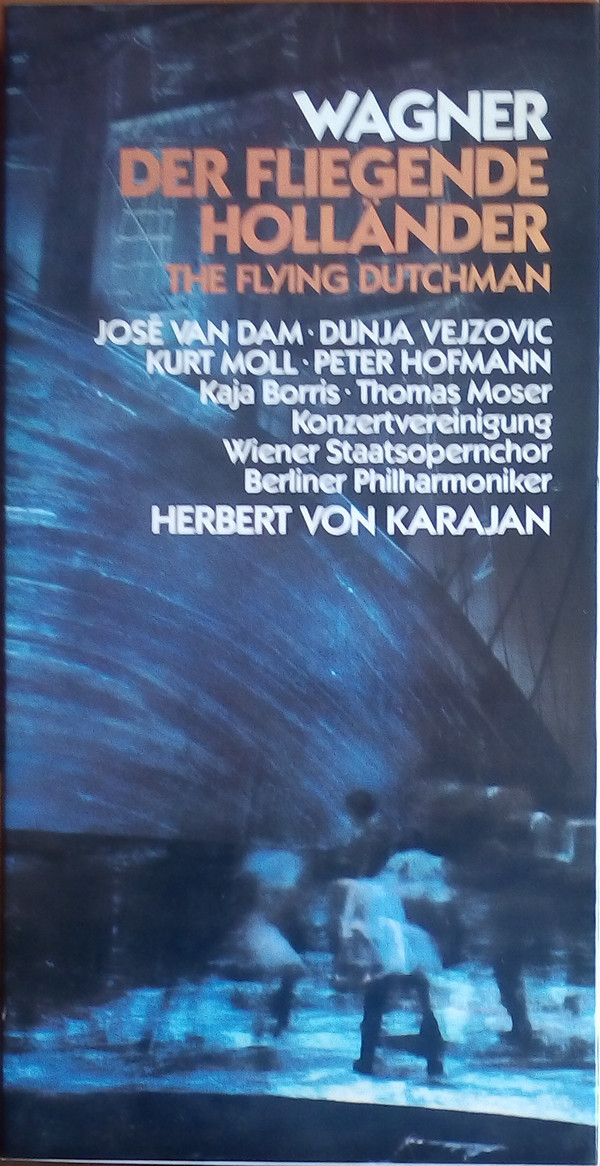 WAGNER
DER FLIEGENDE
HOLLÄNDER
THE FLYING DUTCHMAN
JOSÉ VAN DAM · DUNJA VEJZOVIC
KURT MOLL · PETER HOFMANN
Kaja Borris · Thomas Moser
Konzertvereinigung
Wiener Staatsopernchor
Berliner Philharmoniker
HERBERT VON KARAJAN